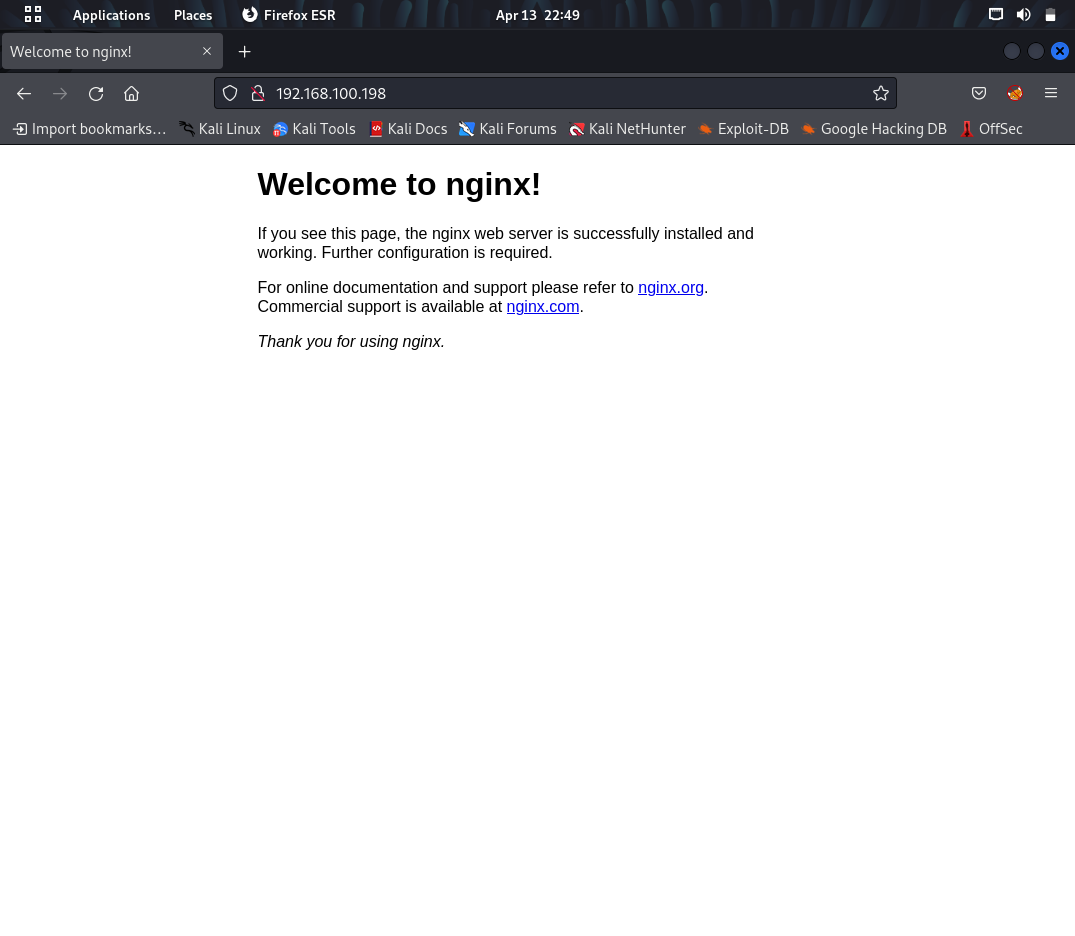 Applications Places Firefox ESR Apr 13 22:49
Welcome to nginx!
192.168.100.198
Import bookmarks… Kali Linux Kali Tools Kali Docs Kali Forums Kali NetHunter Exploit-DB Google Hacking DB OffSec
Welcome to nginx!
If you see this page, the nginx web server is successfully installed and
working. Further configuration is required.
For online documentation and support please refer to nginx.org.
Commercial support is available at nginx.com.
Thank you for using nginx.